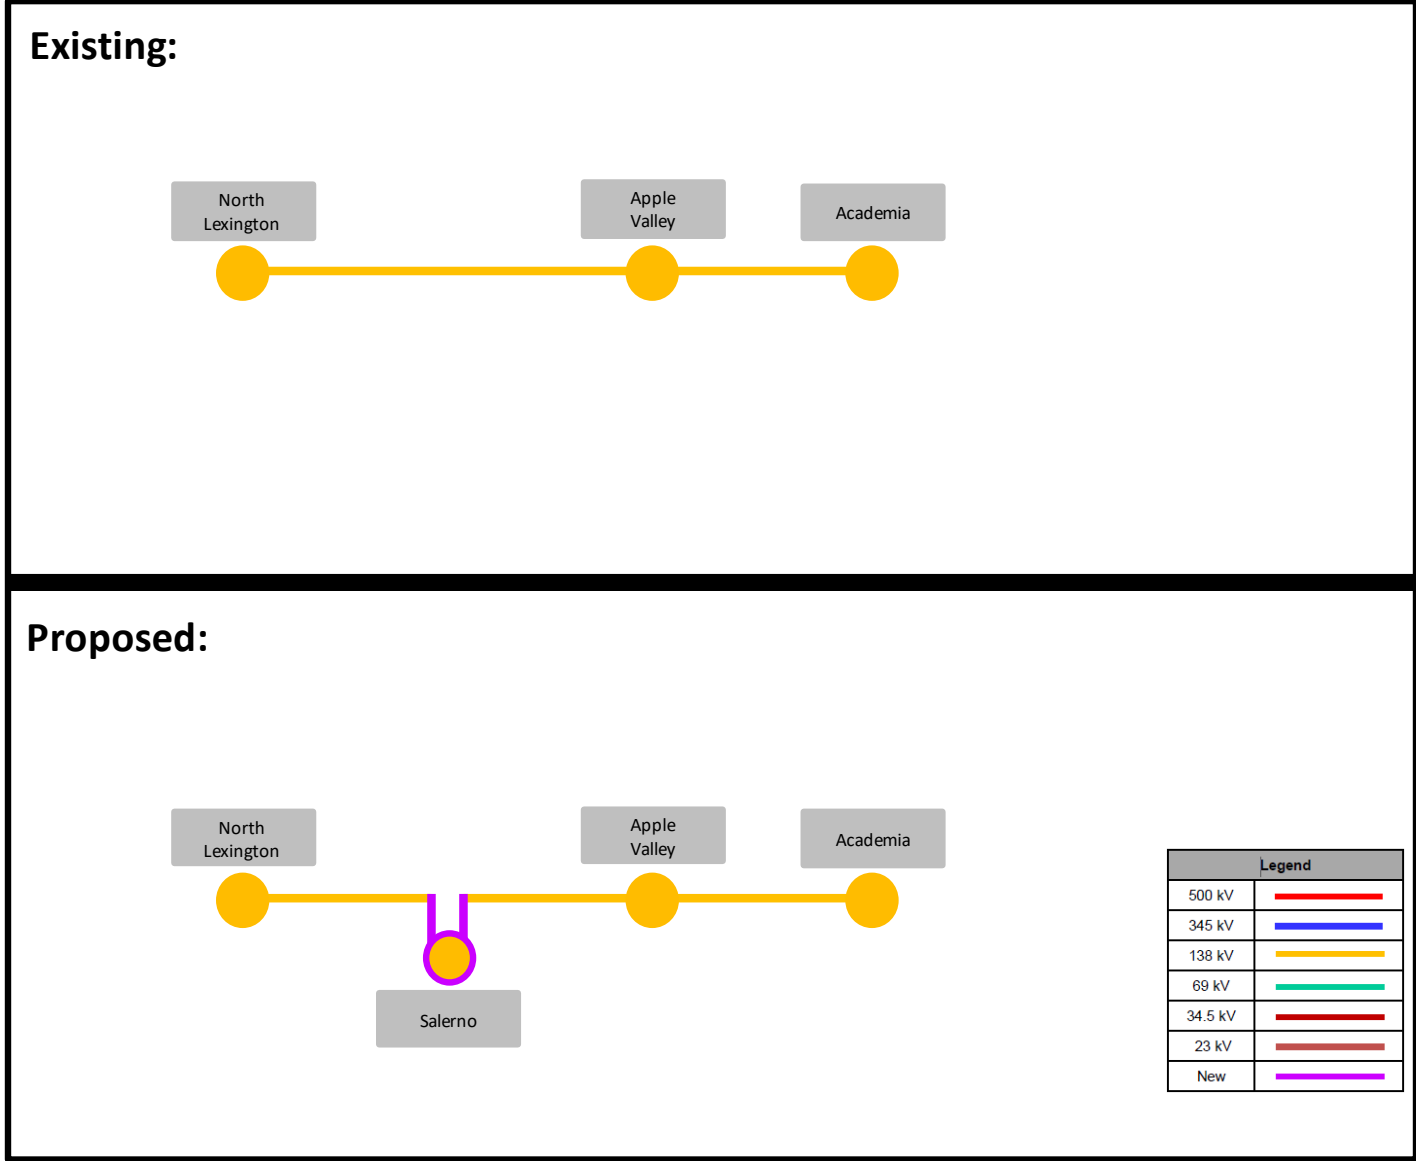 Existing:
North
Lexington
Apple
Valley
Academia
Proposed:
North
Lexington
Apple
Valley
Academia
Salerno
Legend
500 kV
345 kV
138 kV
69 kV
34.5 kV
23 kV
New